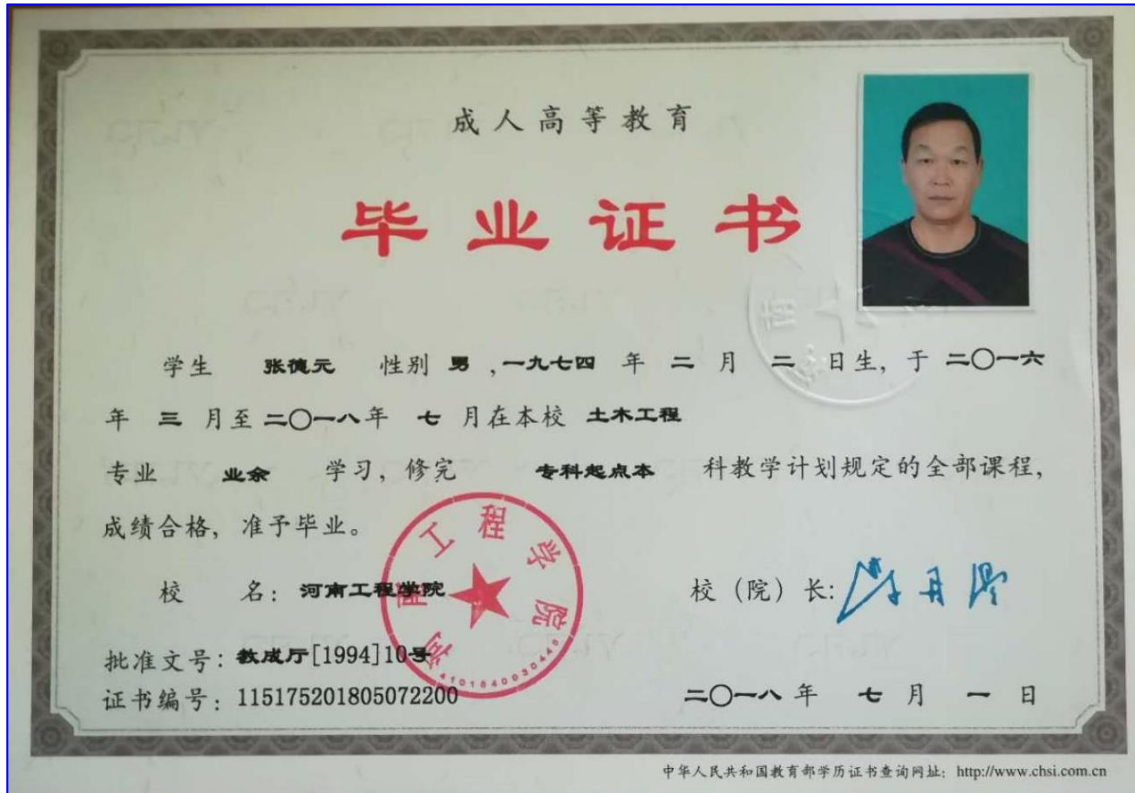 成人高等教育
毕业证书
学生 张德元 性别 男 ,一九七四 年 二 月 二 日生, 于 二〇一六
年 三 月至 二〇一八年 七 月在本校 土木工程
专业 业余 学习, 修完 专科起点本 科教学计划规定的全部课程,
成绩合格, 准予毕业。
校 名: 河南工程学院
校 (院) 长:
批准文号: 教成厅[1994]10号
证书编号: 115175201805072200
二〇一八 年 七 月 一 日
河南工程学院
4101840030445
中华人民共和国教育部学历证书查询网址: http://www.chsi.com.cn